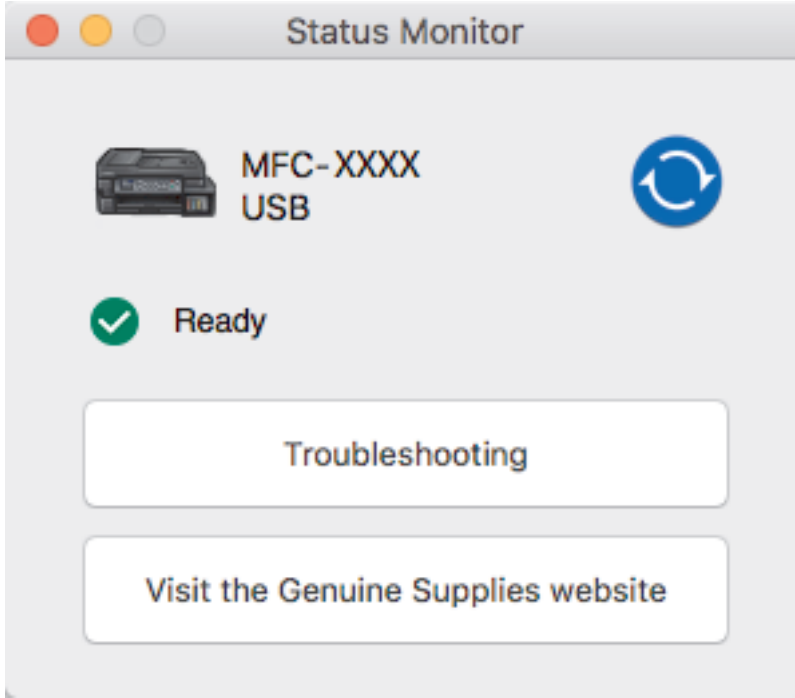 Status Monitor
MFC-XXXX
USB
Ready
Troubleshooting
Visit the Genuine Supplies website